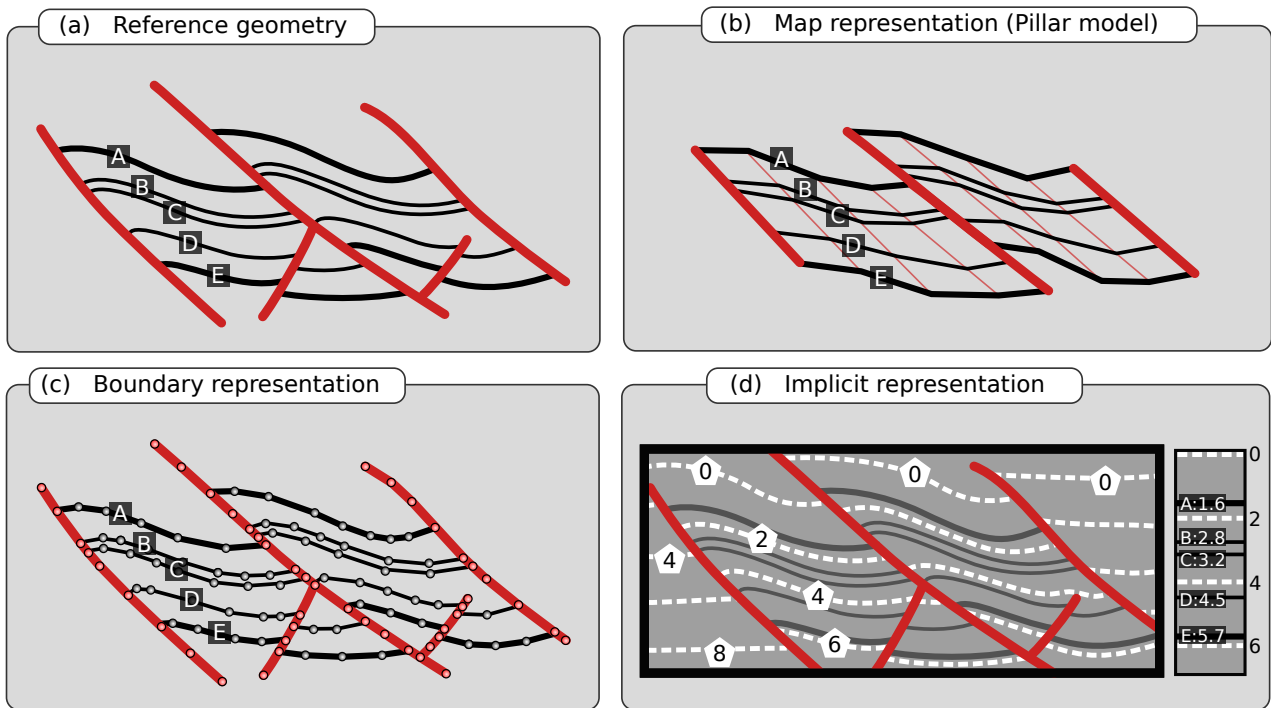 (a) Reference geometry
A
B
C
D
E
(b) Map representation (Pillar model)
A
B
C
D
E
(c) Boundary representation
A
B
C
D
E
(d) Implicit representation
0
0
0
2
4
4
6
8
0
A:1.6
2
B:2.8
C:3.2
4
D:4.5
E:5.7
6